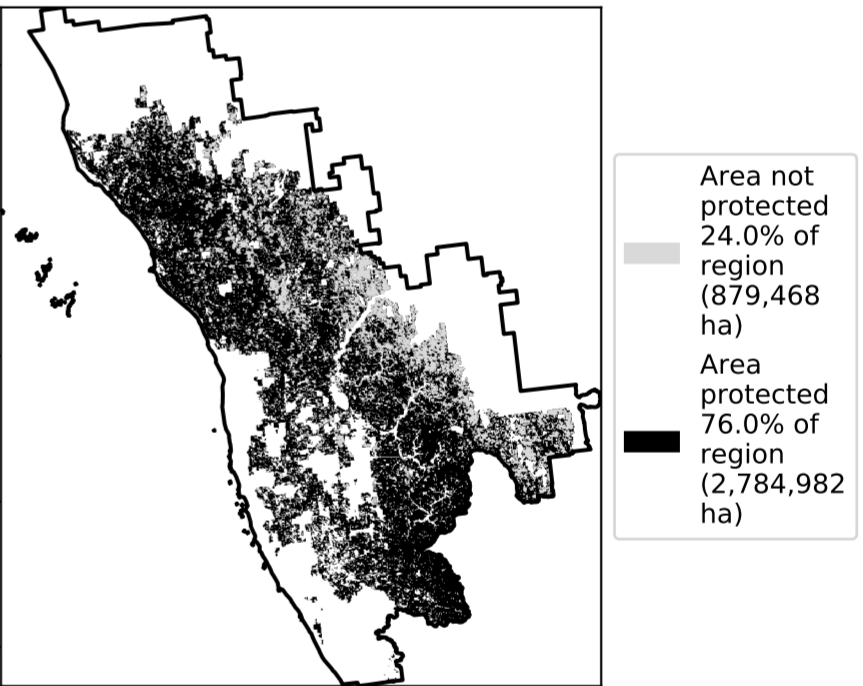 Area not
protected
24.0% of
region
(879,468
ha)
Area
protected
76.0% of
region
(2,784,982
ha)